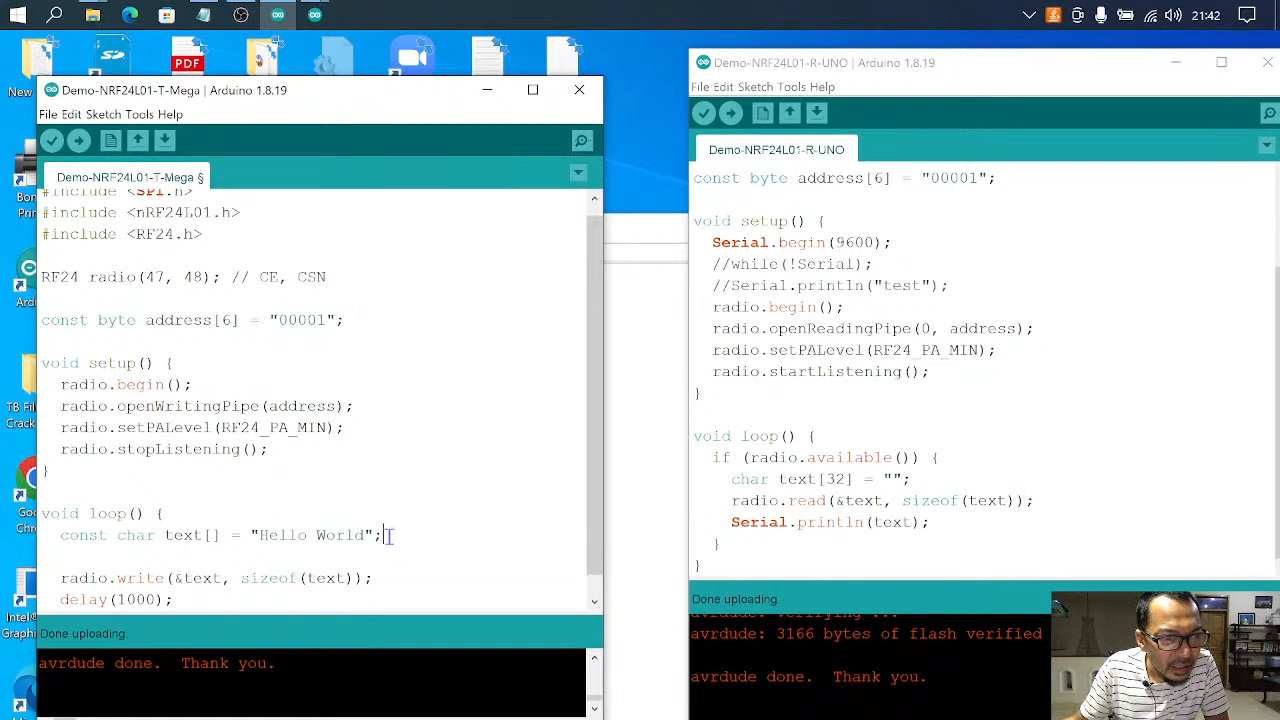 21:42
New
PDF
Demo-NRF24L01-T-Mega | Arduino 1.8.19
File Edit Sketch Tools Help
Demo-NRF24L01-T-Mega §
#include <SPI.h>
#include <nRF24L01.h>
#include <RF24.h>
RF24 radio(47, 48); // CE, CSN
const byte address[6] = "00001";
void setup() {
radio.begin();
radio.openWritingPipe(address);
radio.setPALevel(RF24_PA_MIN);
radio.stopListening();
}
void loop() {
const char text[] = "Hello World";
radio.write(&text, sizeof(text));
delay(1000);
Done uploading.
avrdude done.  Thank you.
Demo-NRF24L01-R-UNO | Arduino 1.8.19
File Edit Sketch Tools Help
Demo-NRF24L01-R-UNO
const byte address[6] = "00001";
void setup() {
Serial.begin(9600);
//while(!Serial);
//Serial.println("test");
radio.begin();
radio.openReadingPipe(0, address);
radio.setPALevel(RF24_PA_MIN);
radio.startListening();
}
void loop() {
if (radio.available()) {
char text[32] = "";
radio.read(&text, sizeof(text));
Serial.println(text);
}
}
Done uploading.
avrdude: verifying ...
avrdude: 3166 bytes of flash verified
avrdude done.  Thank you.